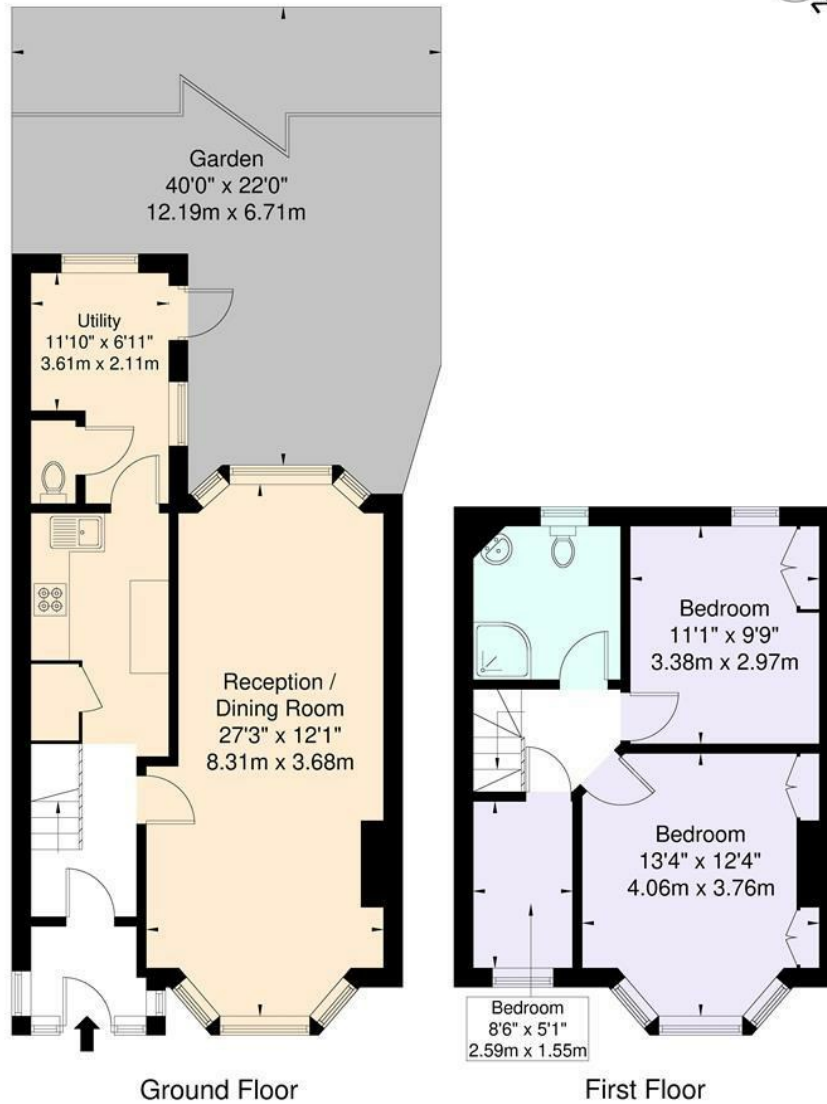 Garden
40'0" x 22'0"
12.19m x 6.71m
Utility
11'10" x 6'11"
3.61m x 2.11m
Reception /
Dining Room
27'3" x 12'1"
8.31m x 3.68m
Bedroom
11'1" x 9'9"
3.38m x 2.97m
Bedroom
13'4" x 12'4"
4.06m x 3.76m
Bedroom
8'6" x 5'1"
2.59m x 1.55m
Ground Floor
First Floor